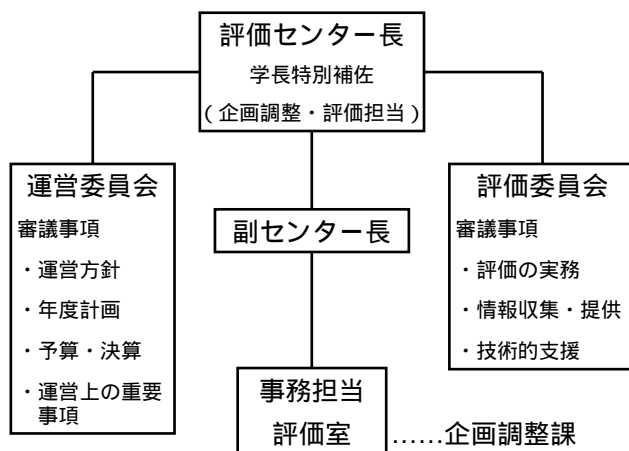 評価センター長
学長特別補佐
(企画調整・評価担当)
運営委員会
審議事項
・運営方針
・年度計画
・予算・決算
・運営上の重要
事項
副センター長
評価委員会
審議事項
・評価の実務
・情報収集・提供
・技術的支援
事務担当
評価室 ……企画調整課